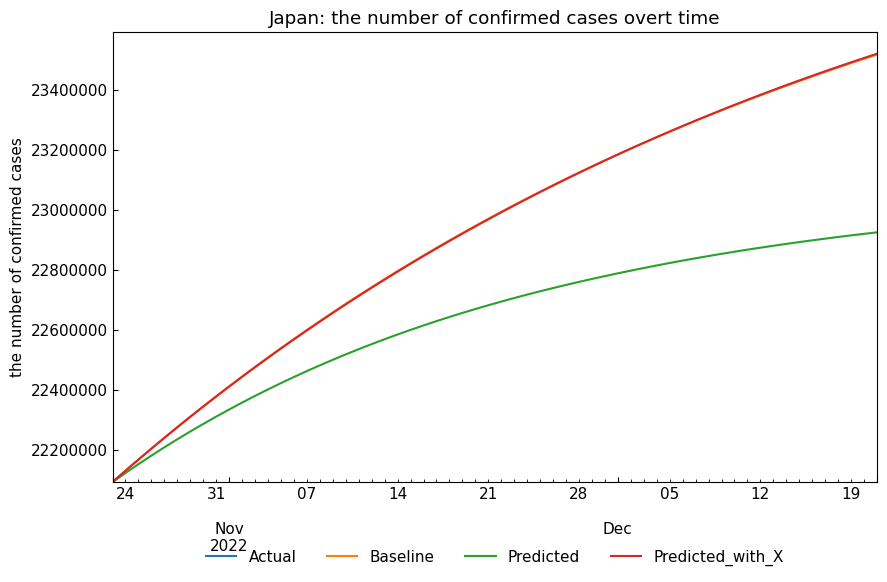 Japan: the number of confirmed cases overt time
the number of confirmed cases
23400000
23200000
23000000
22800000
22600000
22400000
22200000
24 31 07 14 21 28 05 12 19
Nov Dec
2022
Actual Baseline Predicted Predicted_with_X